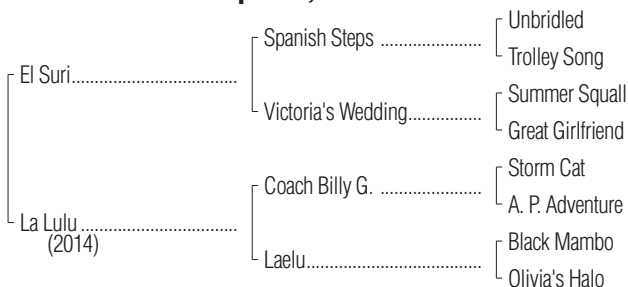 Unbridled
Spanish Steps ......................
Trolley Song
El Suri....................................
Summer Squall
Victoria's Wedding................
Great Girlfriend
Storm Cat
Coach Billy G. ......................
A. P. Adventure
La Lulu ..................................
(2014)
Black Mambo
Laelu......................................
Olivia's Halo